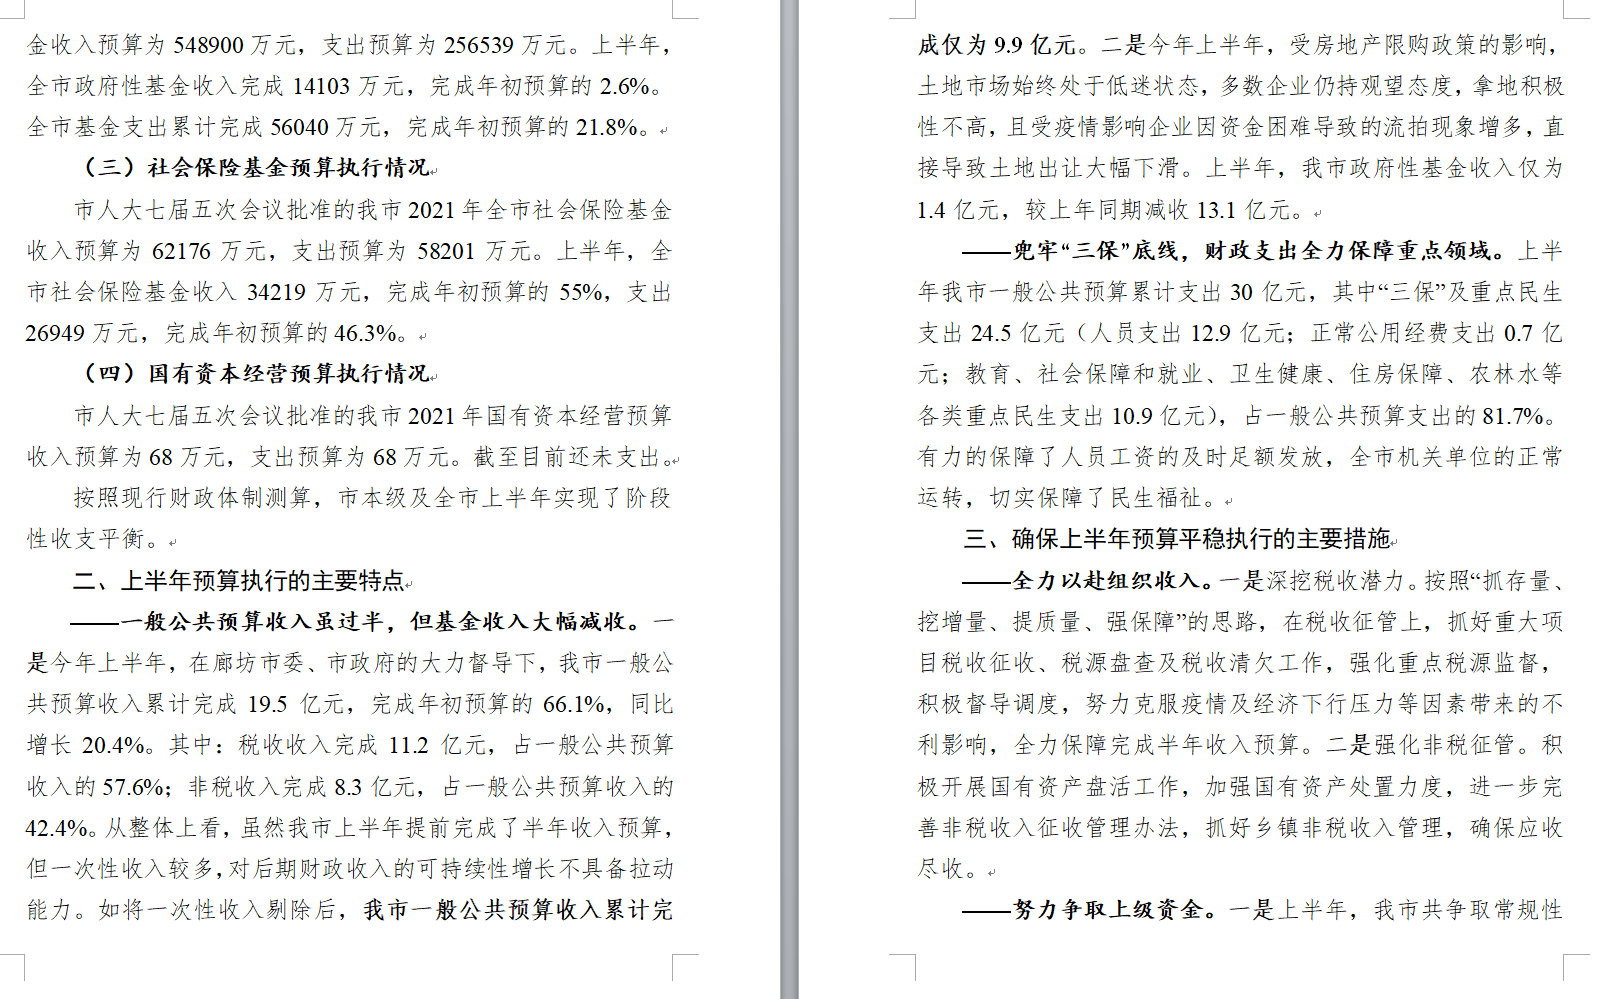 金收入预算为 548900 万元，支出预算为 256539 万元。上半年，
全市政府性基金收入完成 14103 万元，完成年初预算的 2.6%。
全市基金支出累计完成 56040 万元，完成年初预算的 21.8%。
（三）社会保险基金预算执行情况
市人大七届五次会议批准的我市 2021 年全市社会保险基金
收入预算为 62176 万元，支出预算为 58201 万元。上半年，全
市社会保险基金收入 34219 万元，完成年初预算的 55%，支出
26949 万元，完成年初预算的 46.3%。
（四）国有资本经营预算执行情况
市人大七届五次会议批准的我市 2021 年国有资本经营预算
收入预算为 68 万元，支出预算为 68 万元。截至目前还未支出。
按照现行财政体制测算，市本级及全市上半年实现了阶段
性收支平衡。
二、上半年预算执行的主要特点
——一般公共预算收入虽过半，但基金收入大幅减收。一
是今年上半年，在廊坊市委、市政府的大力督导下，我市一般公
共预算收入累计完成 19.5 亿元，完成年初预算的 66.1%，同比
增长 20.4%。其中：税收收入完成 11.2 亿元，占一般公共预算
收入的 57.6%；非税收入完成 8.3 亿元，占一般公共预算收入的
42.4%。从整体上看，虽然我市上半年提前完成了半年收入预算，
但一次性收入较多，对后期财政收入的可持续性增长不具备拉动
能力。如将一次性收入剔除后，我市一般公共预算收入累计完
成仅为 9.9 亿元。二是今年上半年，受房地产限购政策的影响，
土地市场始终处于低迷状态，多数企业仍持观望态度，拿地积极
性不高，且受疫情影响企业因资金困难导致的流拍现象增多，直
接导致土地出让大幅下滑。上半年，我市政府性基金收入仅为
1.4 亿元，较上年同期减收 13.1 亿元。
——兜牢“三保”底线，财政支出全力保障重点领域。上半
年我市一般公共预算累计支出 30 亿元，其中“三保”及重点民生
支出 24.5 亿元（人员支出 12.9 亿元；正常公用经费支出 0.7 亿
元；教育、社会保障和就业、卫生健康、住房保障、农林水等
各类重点民生支出 10.9 亿元），占一般公共预算支出的 81.7%。
有力的保障了人员工资的及时足额发放，全市机关单位的正常
运转，切实保障了民生福祉。
三、确保上半年预算平稳执行的主要措施
——全力以赴组织收入。一是深挖税收潜力。按照“抓存量、
挖增量、提质量、强保障”的思路，在税收征管上，抓好重大项
目税收征收、税源盘查及税收清欠工作，强化重点税源监督，
积极督导调度，努力克服疫情及经济下行压力等因素带来的不
利影响，全力保障完成半年收入预算。二是强化非税征管。积
极开展国有资产盘活工作，加强国有资产处置力度，进一步完
善非税收入征收管理办法，抓好乡镇非税收入管理，确保应收
尽收。
——努力争取上级资金。一是上半年，我市共争取常规性